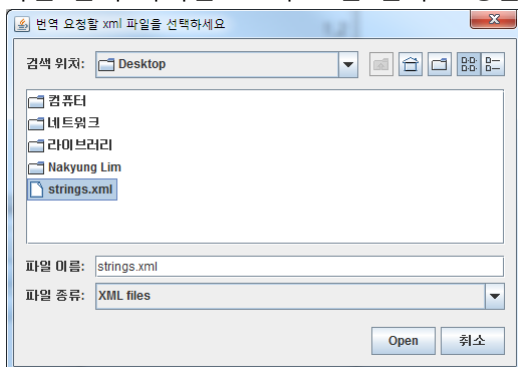 번역 요청할 xml 파일을 선택하세요
검색 위치: Desktop
컴퓨터
네트워크
라이브러리
Nakyung Lim
strings.xml
파일 이름: strings.xml
파일 종류: XML files
Open 취소